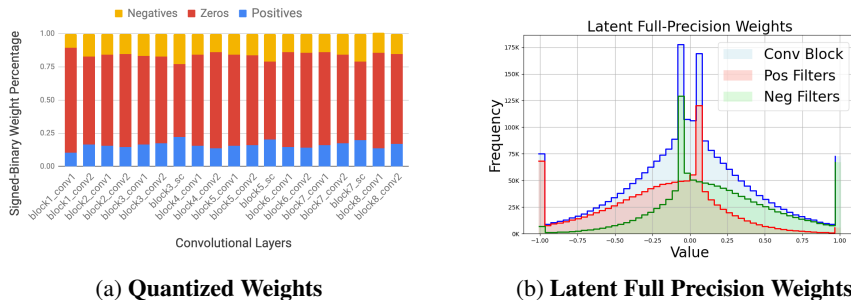 Negatives Zeros Positives
Signed-Binary Weight Percentage
1.00
0.75
0.50
0.25
0.00
block1_conv1
block1_conv2
block2_conv1
block2_conv2
block3_conv1
block3_conv2
block3_sc
block4_conv1
block4_conv2
block5_conv1
block5_conv2
block5_sc
block6_conv1
block6_conv2
block7_conv1
block7_conv2
block7_sc
block8_conv1
block8_conv2
Convolutional Layers
(a) Quantized Weights
Latent Full-Precision Weights
Conv Block
Pos Filters
Neg Filters
Frequency
175K
150K
125K
100K
75K
50K
25K
0K
-1.00 -0.75 -0.50 -0.25 0.00 0.25 0.50 0.75 1.00
Value
(b) Latent Full Precision Weights